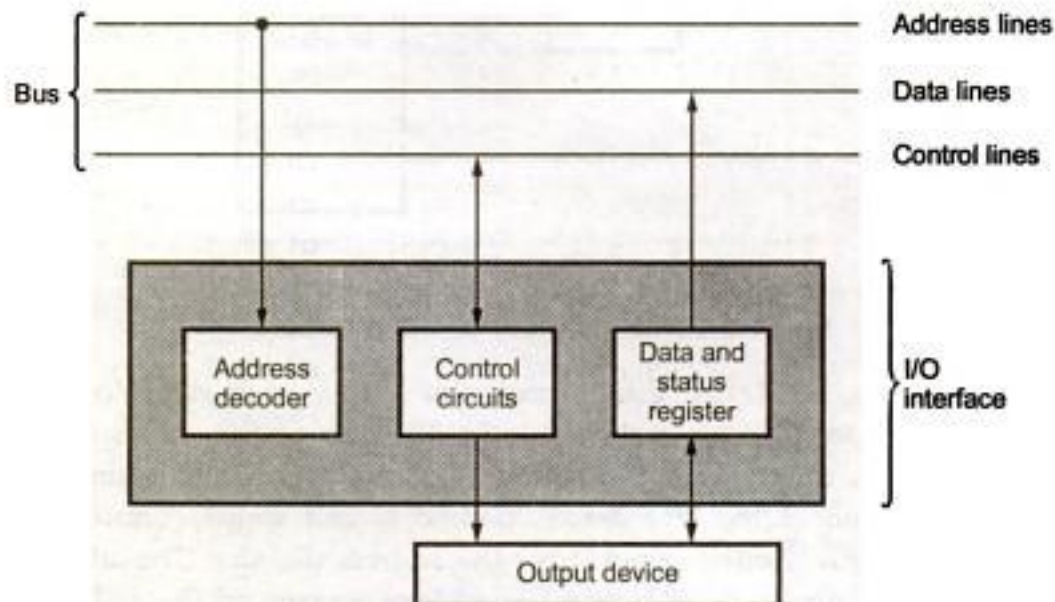 Address lines
Bus
Data lines
Control lines
Address
decoder
Control
circuits
Data and
status
register
I/O
interface
Output device